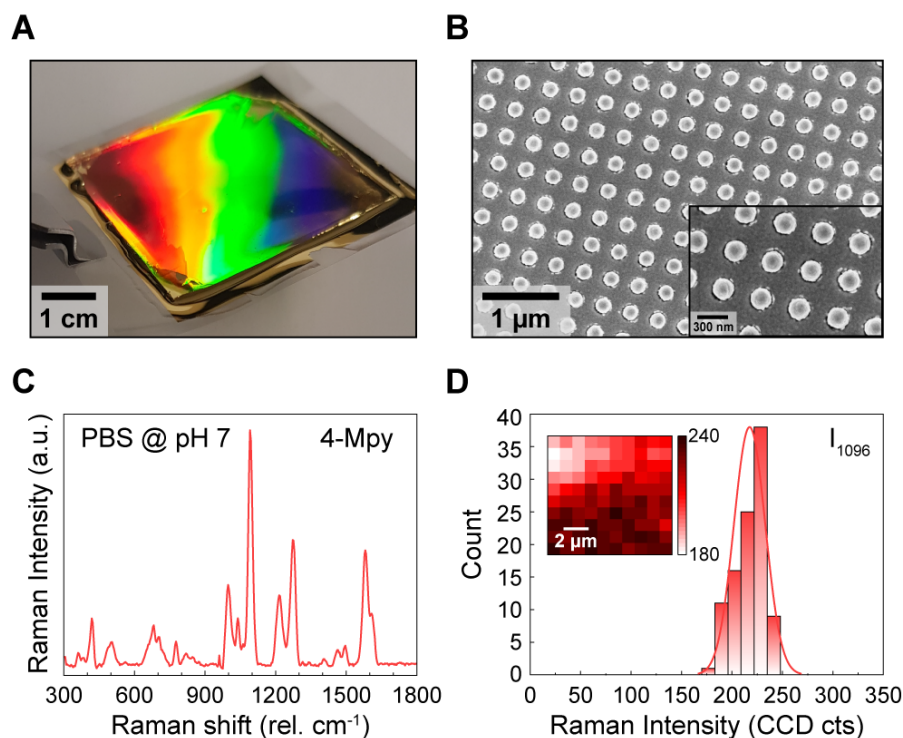 A
B
1 cm
1 µm
300 nm
C
D
PBS @ pH 7
4-Mpy
Raman Intensity (a.u.)
300 600 900 1200 1500 1800
Raman shift (rel. cm⁻¹)
40
35
30
25
20
15
10
5
0
Count
I₁₀₉₆
240
180
2 µm
0 50 100 150 200 250 300 350
Raman Intensity (CCD cts)